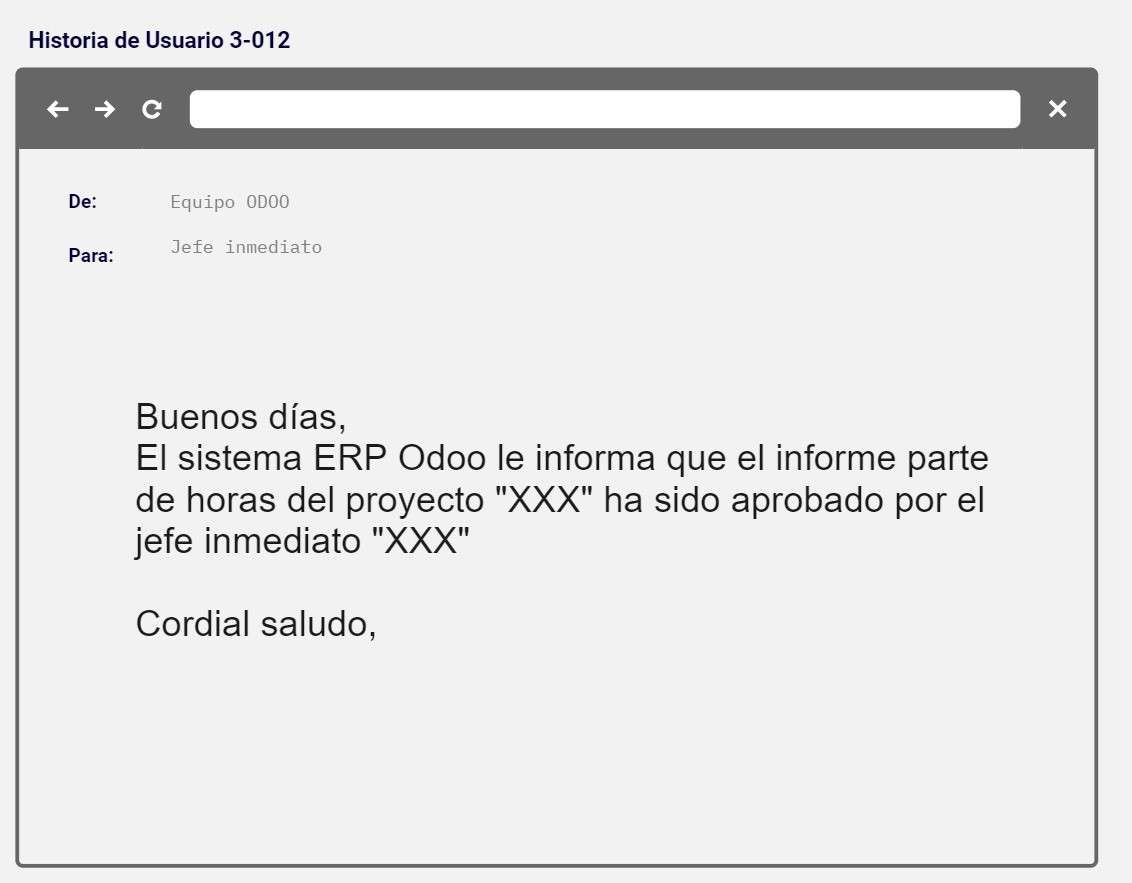 Historia de Usuario 3-012
De: Equipo ODOO
Para: Jefe inmediato
Buenos días,
El sistema ERP Odoo le informa que el informe parte
de horas del proyecto "XXX" ha sido aprobado por el
jefe inmediato "XXX"
Cordial saludo,